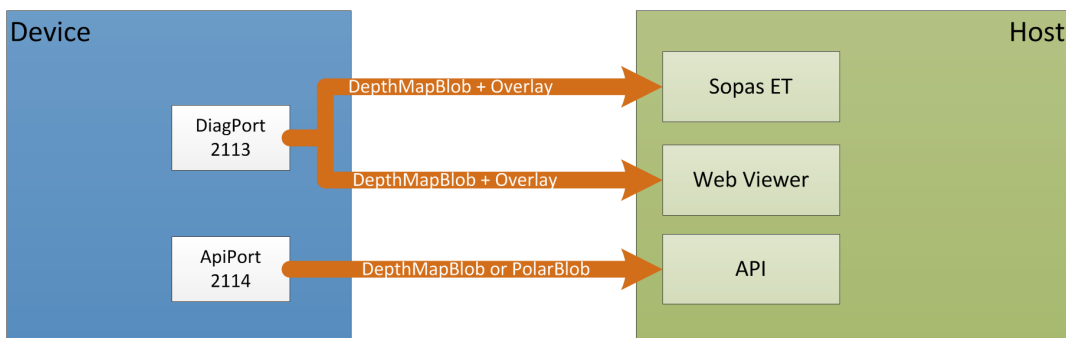 Device
Host
DepthMapBlob + Overlay
Sopas ET
DiagPort
2113
DepthMapBlob + Overlay
Web Viewer
ApiPort
2114
DepthMapBlob or PolarBlob
API